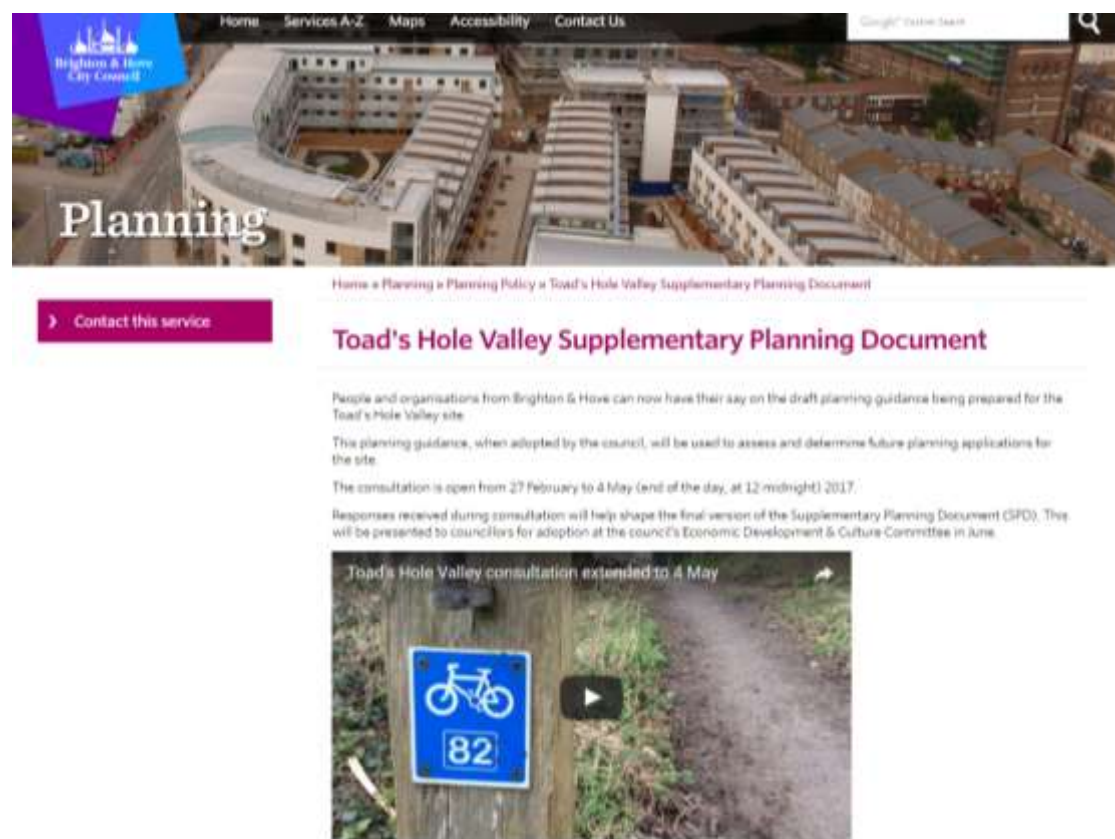 Home Services A-Z Maps Accessibility Contact Us
Brighton & Hove
City Council
Planning
Home » Planning » Planning Policy » Toad's Hole Valley Supplementary Planning Document
Contact this service
Toad's Hole Valley Supplementary Planning Document
People and organisations from Brighton & Hove can now have their say on the draft planning guidance being prepared for the
Toad's Hole Valley site.
This planning guidance, when adopted by the council, will be used to assess and determine future planning applications for
the site.
The consultation is open from 27 February to 4 May (end of the day, at 12 midnight) 2017.
Responses received during consultation will help shape the final version of the Supplementary Planning Document (SPD). This
will be presented to councillors for adoption at the council's Economic Development & Culture Committee in June.
Toad's Hole Valley consultation extended to 4 May
82